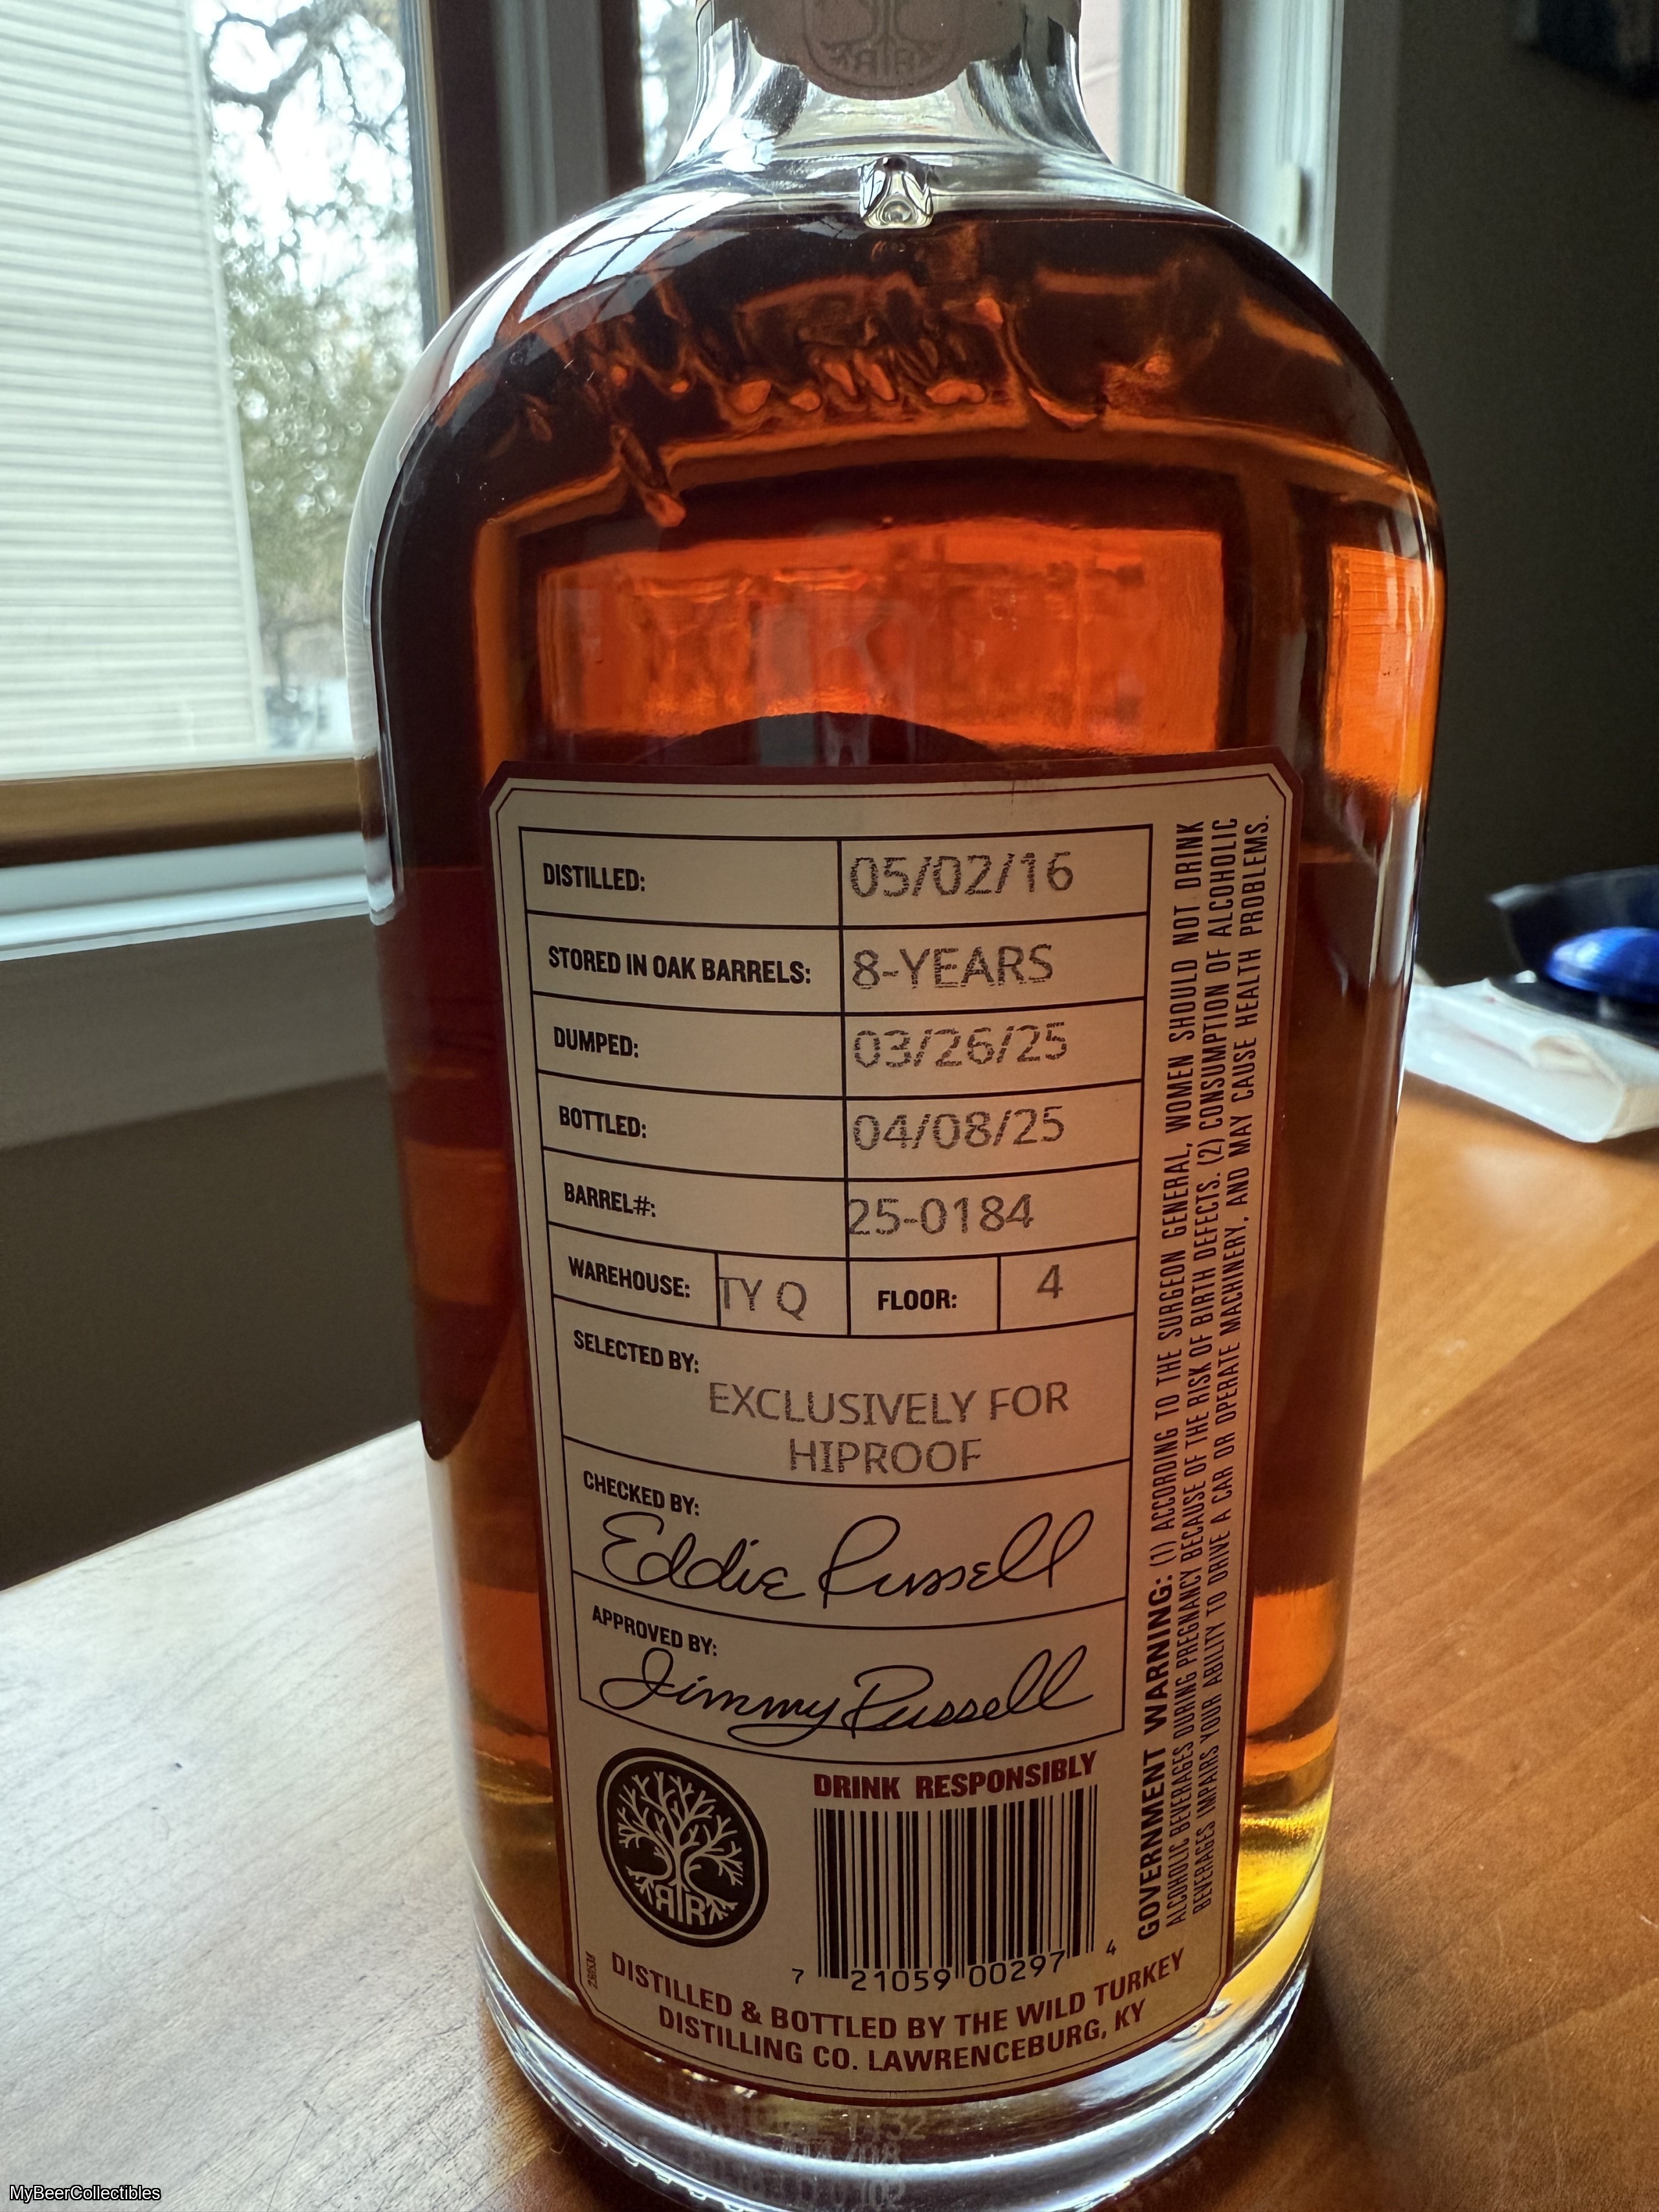 DISTILLED: 05/02/16
STORED IN OAK BARRELS: 8-YEARS
DUMPED: 03/26/25
BOTTLED: 04/08/25
BARREL#: 25-0184
WAREHOUSE: TY Q FLOOR: 4
SELECTED BY:
EXCLUSIVELY FOR
HIPROOF
CHECKED BY:
Eddie Russell
APPROVED BY:
Jimmy Russell
DRINK RESPONSIBLY
RR
7 21059 00297 4
DISTILLED & BOTTLED BY THE WILD TURKEY
DISTILLING CO. LAWRENCEBURG, KY
GOVERNMENT WARNING: (1) ACCORDING TO THE SURGEON GENERAL, WOMEN SHOULD NOT DRINK
ALCOHOLIC BEVERAGES DURING PREGNANCY BECAUSE OF THE RISK OF BIRTH DEFECTS. (2) CONSUMPTION OF ALCOHOLIC
BEVERAGES IMPAIRS YOUR ABILITY TO DRIVE A CAR OR OPERATE MACHINERY, AND MAY CAUSE HEALTH PROBLEMS.
MyBeerCollectibles